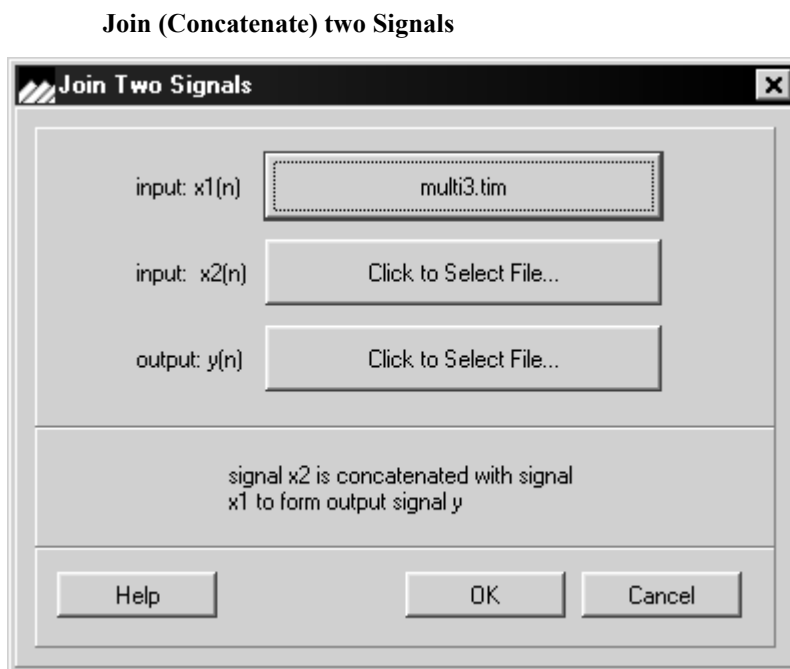 Join (Concatenate) two Signals
Join Two Signals
input: x1(n) multi3.tim
input: x2(n) Click to Select File...
output: y(n) Click to Select File...
signal x2 is concatenated with signal
x1 to form output signal y
Help OK Cancel